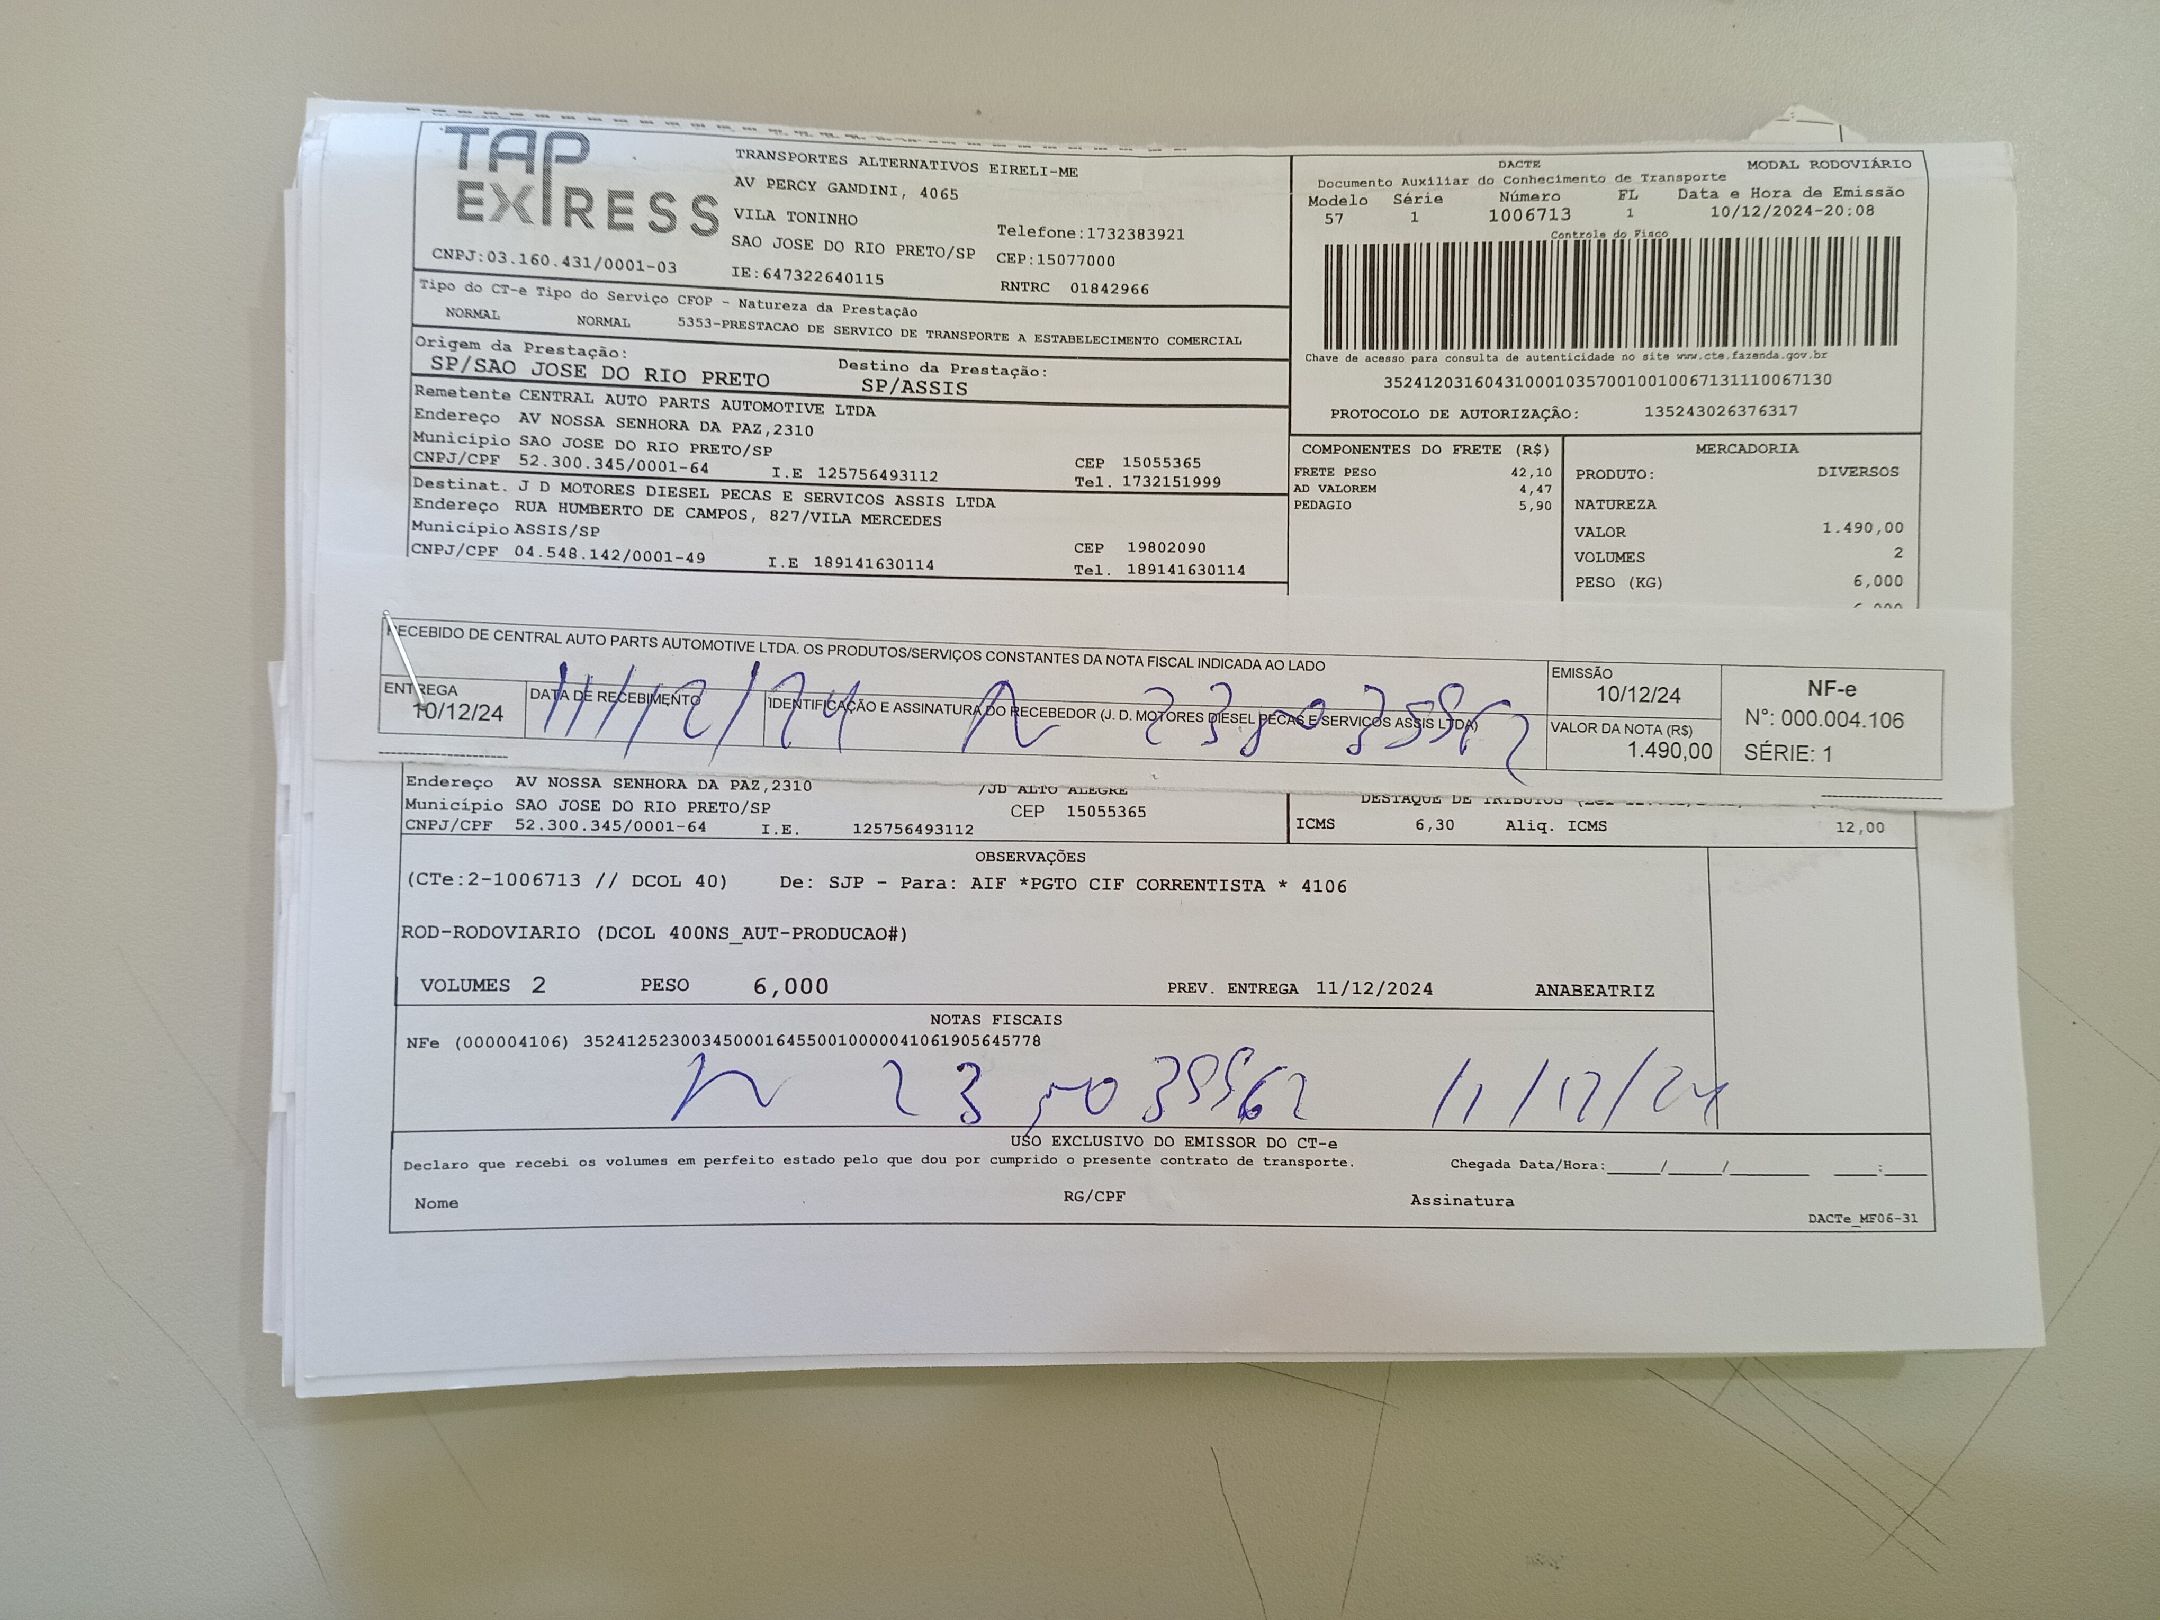 TAP
EXPRESS
CNPJ:03.160.431/0001-03
TRANSPORTES ALTERNATIVOS EIRELI-ME
AV PERCY GANDINI, 4065
VILA TONINHO
SAO JOSE DO RIO PRETO/SP
IE:647322640115
Telefone:1732383921
CEP:15077000
RNTRC 01842966
DACTE MODAL RODOVIÁRIO
Documento Auxiliar do Conhecimento de Transporte
Modelo Série Número FL Data e Hora de Emissão
57 1 1006713 1 10/12/2024-20:08
Controle do Fisco
Chave de acesso para consulta de autenticidade no site www.cte.fazenda.gov.br
35241203160431000103570010010067131110067130
PROTOCOLO DE AUTORIZAÇÃO: 135243026376317
Tipo do CT-e Tipo do Serviço CFOP - Natureza da Prestação
NORMAL NORMAL 5353-PRESTACAO DE SERVICO DE TRANSPORTE A ESTABELECIMENTO COMERCIAL
Origem da Prestação: Destino da Prestação:
SP/SAO JOSE DO RIO PRETO SP/ASSIS
Remetente CENTRAL AUTO PARTS AUTOMOTIVE LTDA
Endereço AV NOSSA SENHORA DA PAZ,2310
Município SAO JOSE DO RIO PRETO/SP CEP 15055365
CNPJ/CPF 52.300.345/0001-64 I.E 125756493112 Tel. 1732151999
Destinat. J D MOTORES DIESEL PECAS E SERVICOS ASSIS LTDA
Endereço RUA HUMBERTO DE CAMPOS, 827/VILA MERCEDES
Município ASSIS/SP CEP 19802090
CNPJ/CPF 04.548.142/0001-49 I.E 189141630114 Tel. 189141630114
COMPONENTES DO FRETE (R$)
FRETE PESO 42,10
AD VALOREM 4,47
PEDAGIO 5,90
MERCADORIA
PRODUTO: DIVERSOS
NATUREZA
VALOR 1.490,00
VOLUMES 2
PESO (KG) 6,000
RECEBIDO DE CENTRAL AUTO PARTS AUTOMOTIVE LTDA. OS PRODUTOS/SERVIÇOS CONSTANTES DA NOTA FISCAL INDICADA AO LADO
ENTREGA
10/12/24
DATA DE RECEBIMENTO
11/12/24
IDENTIFICAÇÃO E ASSINATURA DO RECEBEDOR (J. D. MOTORES DIESEL PECAS E SERVICOS ASSIS LTDA)
EMISSÃO
10/12/24
VALOR DA NOTA (R$)
1.490,00
NF-e
Nº: 000.004.106
SÉRIE: 1
Endereço AV NOSSA SENHORA DA PAZ,2310 /JD ALTO ALEGRE
Município SAO JOSE DO RIO PRETO/SP CEP 15055365
CNPJ/CPF 52.300.345/0001-64 I.E. 125756493112
DESTAQUE DE TRIBUTOS
ICMS 6,30 Aliq. ICMS 12,00
OBSERVAÇÕES
(CTe:2-1006713 // DCOL 40) De: SJP - Para: AIF *PGTO CIF CORRENTISTA * 4106
ROD-RODOVIARIO (DCOL 400NS_AUT-PRODUCAO#)
VOLUMES 2 PESO 6,000 PREV. ENTREGA 11/12/2024 ANABEATRIZ
NOTAS FISCAIS
NFe (000004106) 35241252300345000164550010000041061905645778
11/12/24
USO EXCLUSIVO DO EMISSOR DO CT-e
Declaro que recebi os volumes em perfeito estado pelo que dou por cumprido o presente contrato de transporte. Chegada Data/Hora:____/____/______ ___:___
Nome RG/CPF Assinatura
DACTe_MF06-31